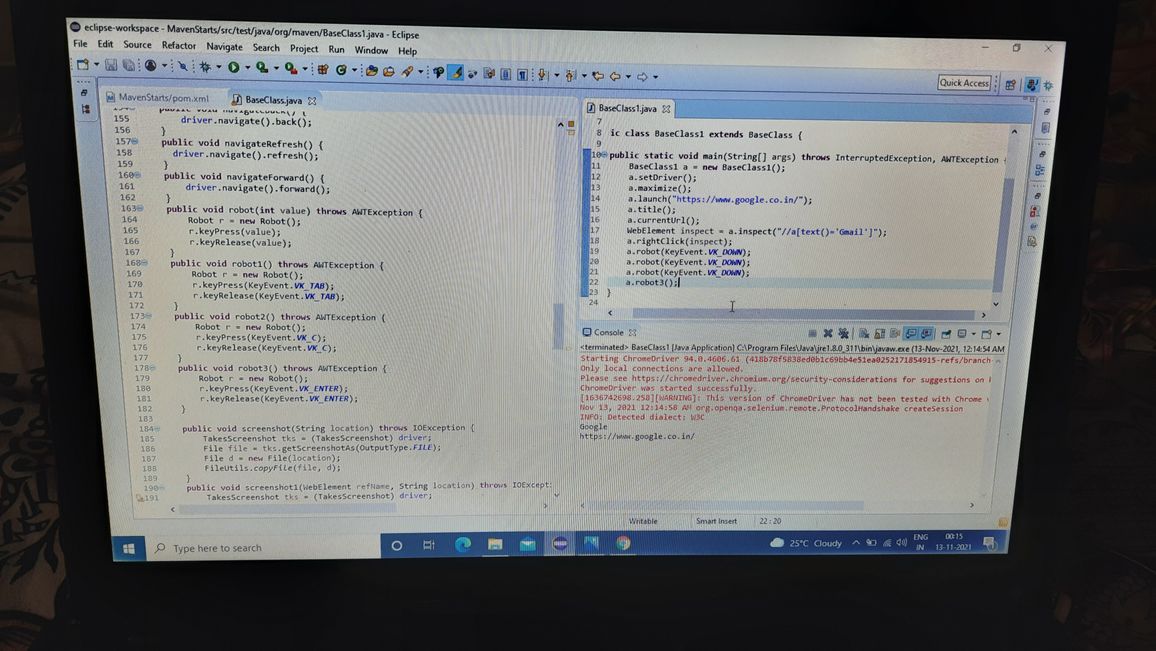 eclipse-workspace - MavenStarts/src/test/java/org/maven/BaseClass1.java - Eclipse
File Edit Source Refactor Navigate Search Project Run Window Help
Quick Access
MavenStarts/pom.xml
BaseClass.java
155 driver.navigate().back();
156 }
157 public void navigateRefresh() {
158 driver.navigate().refresh();
159 }
160 public void navigateForward() {
161 driver.navigate().forward();
162 }
163 public void robot(int value) throws AWTException {
164 Robot r = new Robot();
165 r.keyPress(value);
166 r.keyRelease(value);
167 }
168 public void robot1() throws AWTException {
169 Robot r = new Robot();
170 r.keyPress(KeyEvent.VK_TAB);
171 r.keyRelease(KeyEvent.VK_TAB);
172 }
173 public void robot2() throws AWTException {
174 Robot r = new Robot();
175 r.keyPress(KeyEvent.VK_C);
176 r.keyRelease(KeyEvent.VK_C);
177 }
178 public void robot3() throws AWTException {
179 Robot r = new Robot();
180 r.keyPress(KeyEvent.VK_ENTER);
181 r.keyRelease(KeyEvent.VK_ENTER);
182 }
183
184 public void screenshot(String location) throws IOException {
185 TakesScreenshot tks = (TakesScreenshot) driver;
186 File file = tks.getScreenshotAs(OutputType.FILE);
187 File d = new File(location);
188 FileUtils.copyFile(file, d);
189 }
190 public void screenshot1(WebElement refName, String location) throws IOExcept:
191 TakesScreenshot tks = (TakesScreenshot) driver;
BaseClass1.java
7
8 ic class BaseClass1 extends BaseClass {
9
10 public static void main(String[] args) throws InterruptedException, AWTException {
11 BaseClass1 a = new BaseClass1();
12 a.setDriver();
13 a.maximize();
14 a.launch("https://www.google.co.in/");
15 a.title();
16 a.currentUrl();
17 WebElement inspect = a.inspect("//a[text()='Gmail']");
18 a.rightClick(inspect);
19 a.robot(KeyEvent.VK_DOWN);
20 a.robot(KeyEvent.VK_DOWN);
21 a.robot(KeyEvent.VK_DOWN);
22 a.robot3();
23 }
24
Console
<terminated> BaseClass1 [Java Application] C:\Program Files\Java\jre1.8.0_311\bin\javaw.exe (13-Nov-2021, 12:14:54 AM
Starting ChromeDriver 94.0.4606.61 (418b78f5838ed0b1c69bb4e51ea0252171854915-refs/branch
Only local connections are allowed.
Please see https://chromedriver.chromium.org/security-considerations for suggestions on
ChromeDriver was started successfully.
[1636742698.258][WARNING]: This version of ChromeDriver has not been tested with Chrome
Nov 13, 2021 12:14:58 AM org.openqa.selenium.remote.ProtocolHandshake createSession
INFO: Detected dialect: W3C
Google
https://www.google.co.in/
Writable Smart Insert 22 : 20
Type here to search
25°C Cloudy
ENG
IN
00:15
13-11-2021